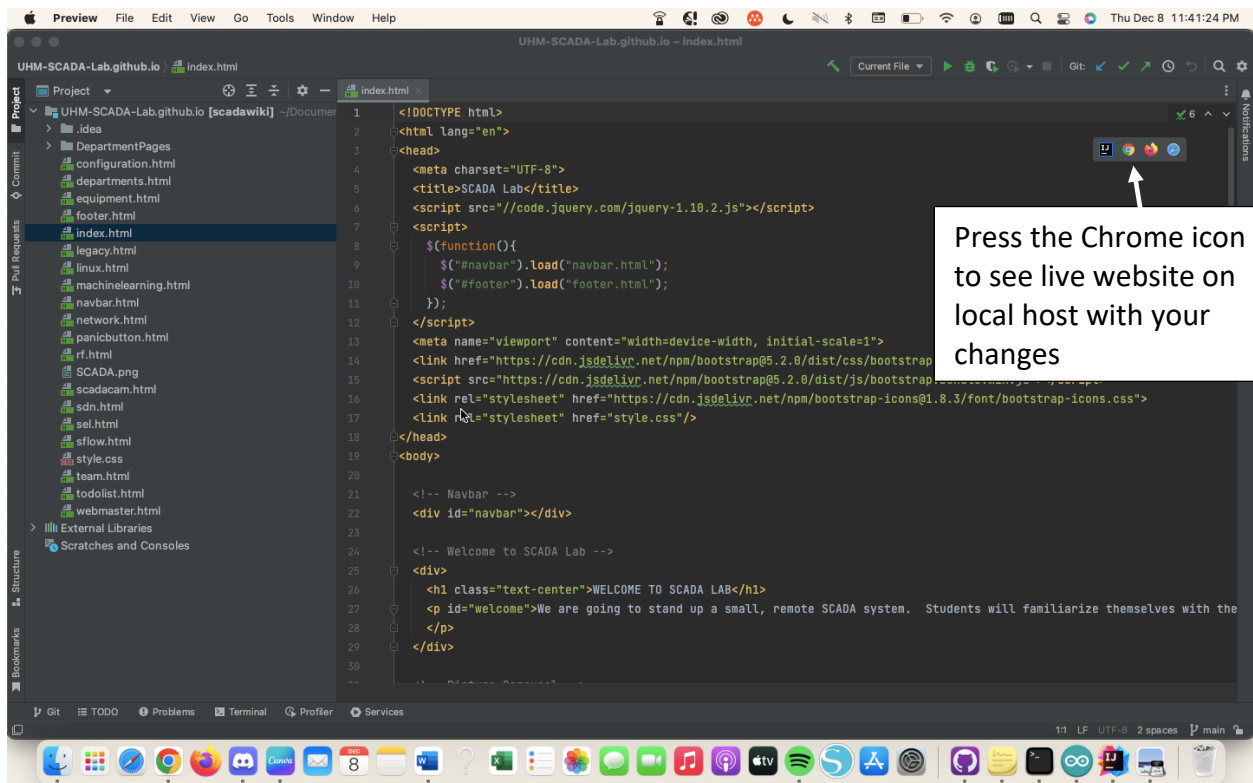 Preview File Edit View Go Tools Window Help Thu Dec 8 11:41:24 PM
UHM-SCADA-Lab.github.io – index.html
UHM-SCADA-Lab.github.io index.html Current File Git:
Project index.html
UHM-SCADA-Lab.github.io [scadawiki] ~/Documen
.idea
DepartmentPages
configuration.html
departments.html
equipment.html
footer.html
index.html
legacy.html
linux.html
machinelearning.html
navbar.html
network.html
panicbutton.html
rf.html
SCADA.png
scadacam.html
sdn.html
sel.html
sflow.html
style.css
team.html
todolist.html
webmaster.html
External Libraries
Scratches and Consoles
Project
Commit
Pull Requests
Structure
Bookmarks
1 <!DOCTYPE html>
2 <html lang="en">
3 <head>
4 <meta charset="UTF-8">
5 <title>SCADA Lab</title>
6 <script src="//code.jquery.com/jquery-1.10.2.js"></script>
7 <script>
8 $(function(){
9 $("#navbar").load("navbar.html");
10 $("#footer").load("footer.html");
11 });
12 </script>
13 <meta name="viewport" content="width=device-width, initial-scale=1">
14 <link href="https://cdn.jsdelivr.net/npm/bootstrap@5.2.0/dist/css/bootstrap
15 <script src="https://cdn.jsdelivr.net/npm/bootstrap@5.2.0/dist/js/bootstrap
16 <link rel="stylesheet" href="https://cdn.jsdelivr.net/npm/bootstrap-icons@1.8.3/font/bootstrap-icons.css">
17 <link rel="stylesheet" href="style.css"/>
18 </head>
19 <body>
20
21 <!-- Navbar -->
22 <div id="navbar"></div>
23
24 <!-- Welcome to SCADA Lab -->
25 <div>
26 <h1 class="text-center">WELCOME TO SCADA LAB</h1>
27 <p id="welcome">We are going to stand up a small, remote SCADA system. Students will familiarize themselves with the
28 </p>
29 </div>
30
6
Notifications
Press the Chrome icon
to see live website on
local host with your
changes
Git TODO Problems Terminal Profiler Services
1:1 LF UTF-8 2 spaces main
Canva DEC 8 tv